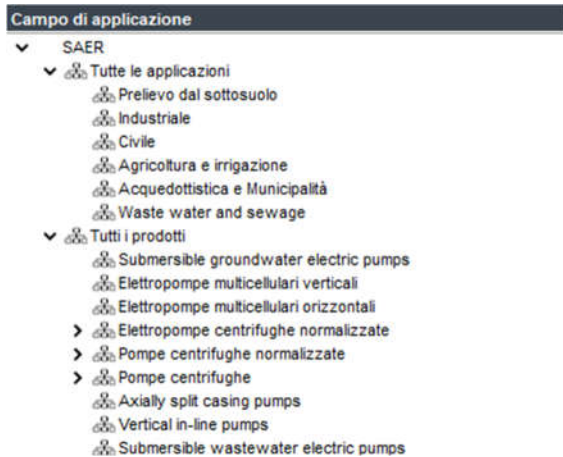 Campo di applicazione
SAER
Tutte le applicazioni
Prelievo dal sottosuolo
Industriale
Civile
Agricoltura e irrigazione
Acquedottistica e Municipalità
Waste water and sewage
Tutti i prodotti
Submersible groundwater electric pumps
Elettropompe multicellulari verticali
Elettropompe multicellulari orizzontali
Elettropompe centrifughe normalizzate
Pompe centrifughe normalizzate
Pompe centrifughe
Axially split casing pumps
Vertical in-line pumps
Submersible wastewater electric pumps